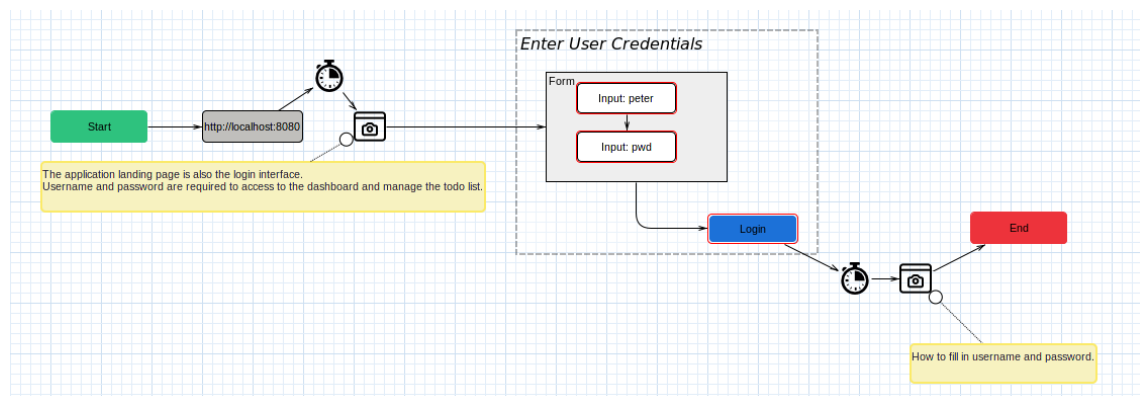 Enter User Credentials
Form
Input: peter
Start
http://localhost:8080
Input: pwd
The application landing page is also the login interface.
Username and password are required to access to the dashboard and manage the todo list.
Login
End
How to fill in username and password.